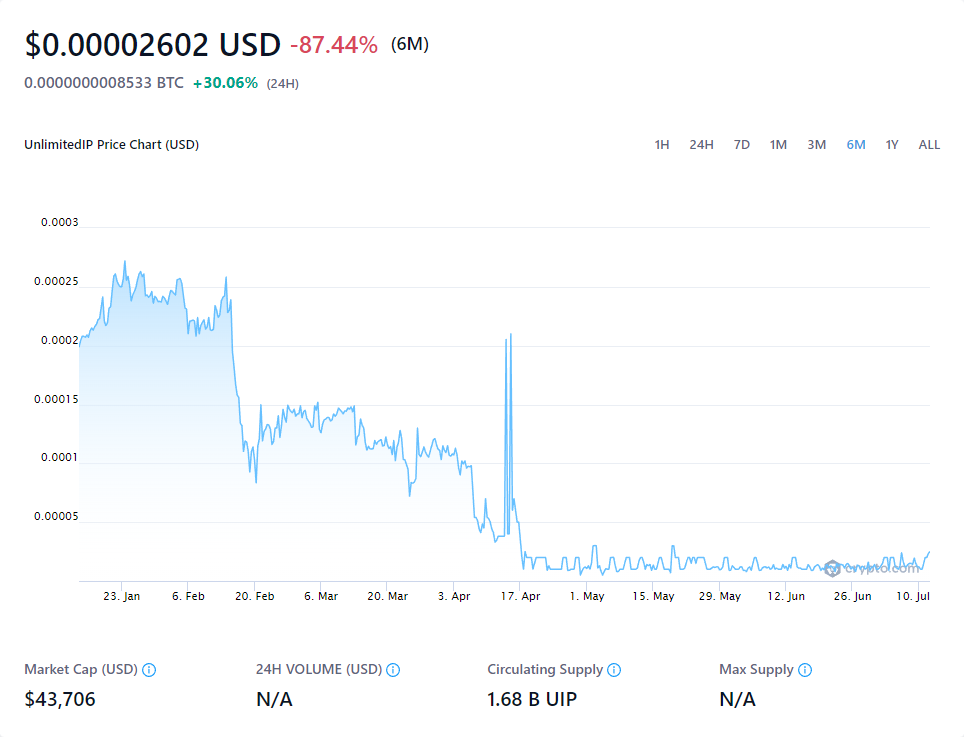 $0.00002602 USD -87.44% (6M)
0.0000000008533 BTC +30.06% (24H)
UnlimitedIP Price Chart (USD) 1H 24H 7D 1M 3M 6M 1Y ALL
0.0003
0.00025
0.0002
0.00015
0.0001
0.00005
crypto.com
23. Jan 6. Feb 20. Feb 6. Mar 20. Mar 3. Apr 17. Apr 1. May 15. May 29. May 12. Jun 26. Jun 10. Jul
Market Cap (USD) 24H VOLUME (USD) Circulating Supply Max Supply
$43,706 N/A 1.68 B UIP N/A